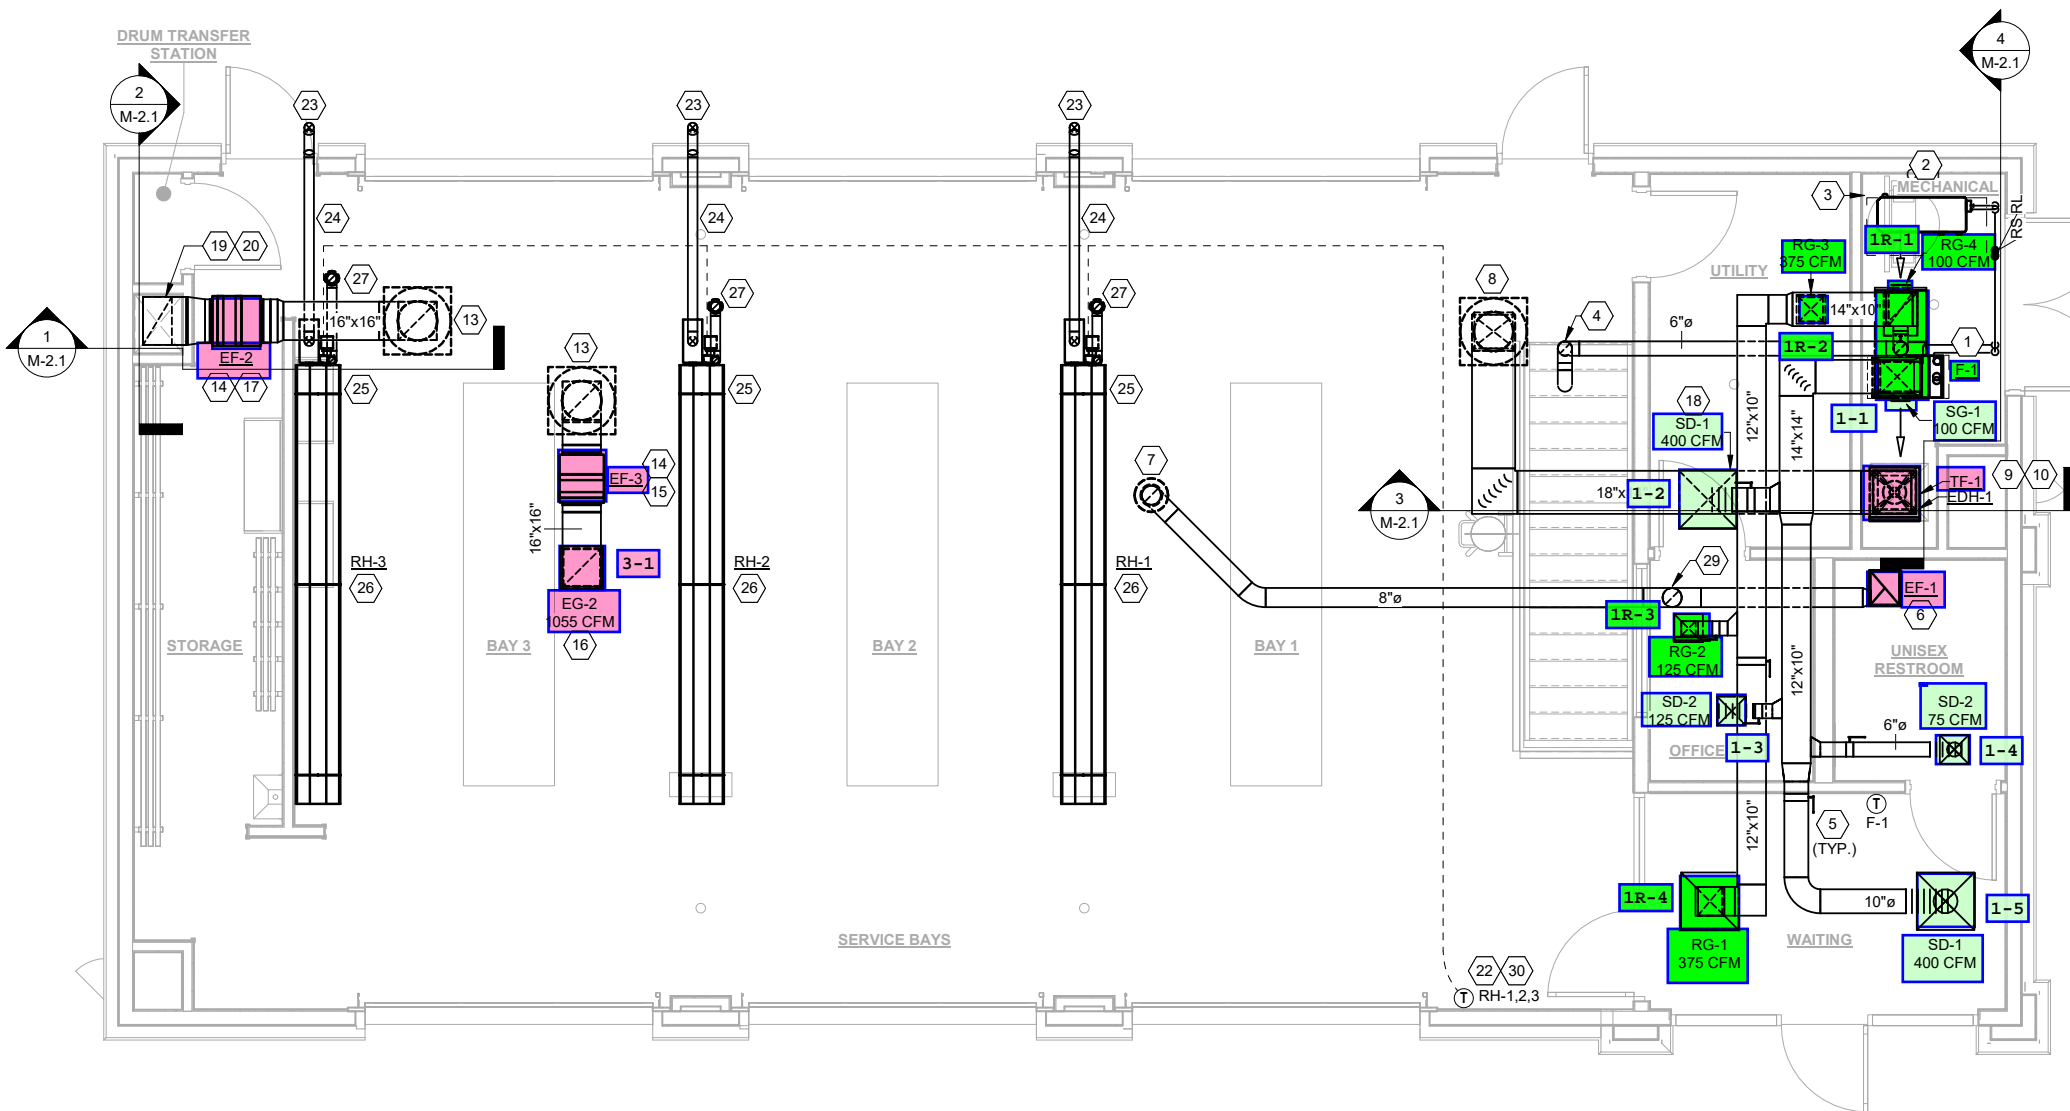 DRUM TRANSFER
STATION
2
M-2.1
4
M-2.1
23
23
23
24
24
24
2
3
MECHANICAL
RS
RL
1R-1
RG-4
100 CFM
RG-3
375 CFM
UTILITY
19
20
27
27
27
8
13
16"x16"
14"x10"
4
6"ø
1R-2
1
1
M-2.1
EF-2
14
17
13
25
25
25
F-1
18
SD-1
400 CFM
12"x10"
14"x14"
1-1
SG-1
100 CFM
14
EF-3
15
7
3
M-2.1
18"x
1-2
TF-1
EDH-1
9
10
16"x16"
3-1
RH-3
26
RH-2
26
RH-1
26
29
8"ø
EG-2
1055 CFM
16
1R-3
EF-1
6
STORAGE
BAY 3
BAY 2
BAY 1
RG-2
125 CFM
12"x10"
UNISEX
RESTROOM
SD-2
125 CFM
SD-2
75 CFM
6"ø
OFFICE
1-3
1-4
12"x10"
T
F-1
5
(TYP.)
1R-4
10"ø
1-5
SERVICE BAYS
RG-1
375 CFM
WAITING
SD-1
400 CFM
22
30
T
RH-1,2,3